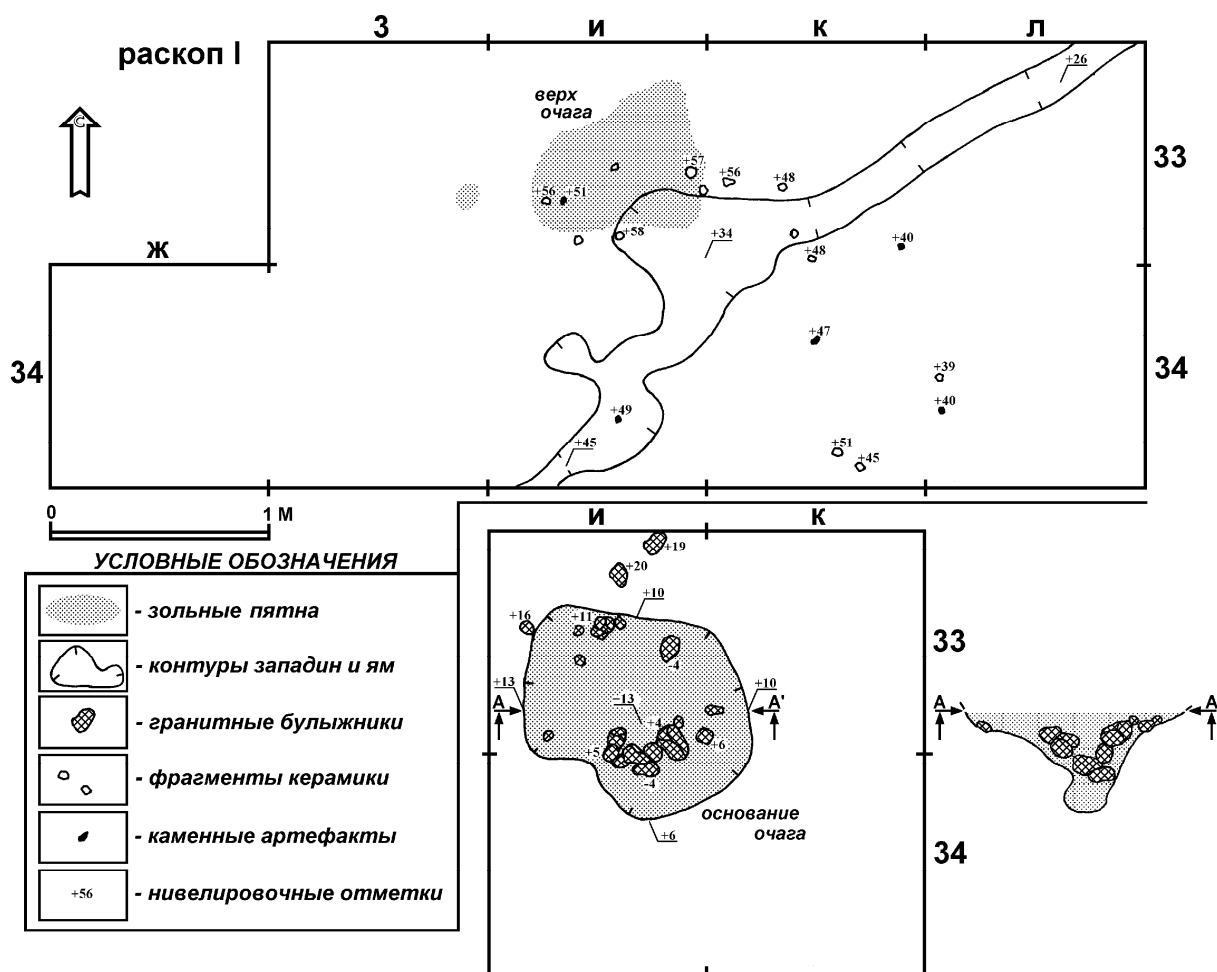 раскоп I
З И К Л
С
верх
очага
+26
33
+57
+56
+48
+56
+51
+58
+34
+48
+40
Ж
34
+47
34
+39
+40
+49
+51
+45
+45
0 1 М
УСЛОВНЫЕ ОБОЗНАЧЕНИЯ
- зольные пятна
- контуры западин и ям
- гранитные булыжники
- фрагменты керамики
- каменные артефакты
+56 - нивелировочные отметки
И К
+19
+20
+10
+16
+11
33
-4
+13
+10
А
А'
А
А
−13
+4
+5
+6
-4
основание
очага
+6
34